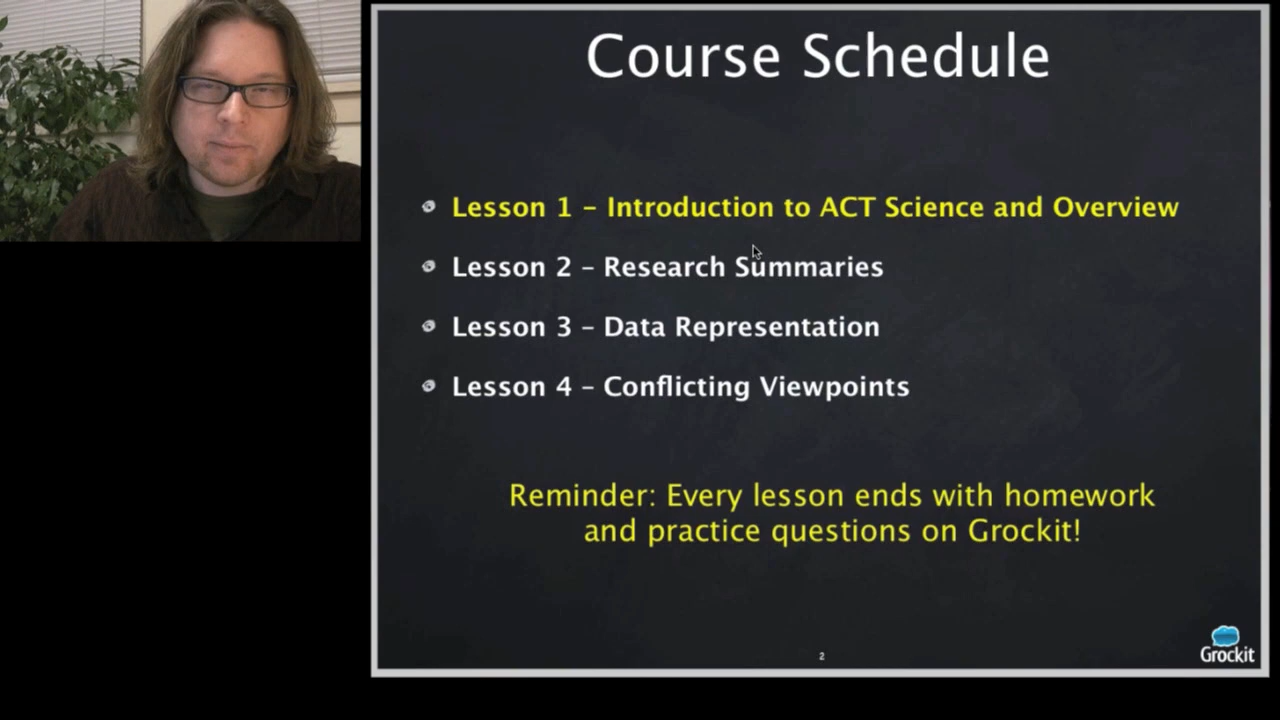 Course Schedule
Lesson 1 – Introduction to ACT Science and Overview
Lesson 2 – Research Summaries
Lesson 3 – Data Representation
Lesson 4 – Conflicting Viewpoints
Reminder: Every lesson ends with homework
and practice questions on Grockit!
2
Grockit